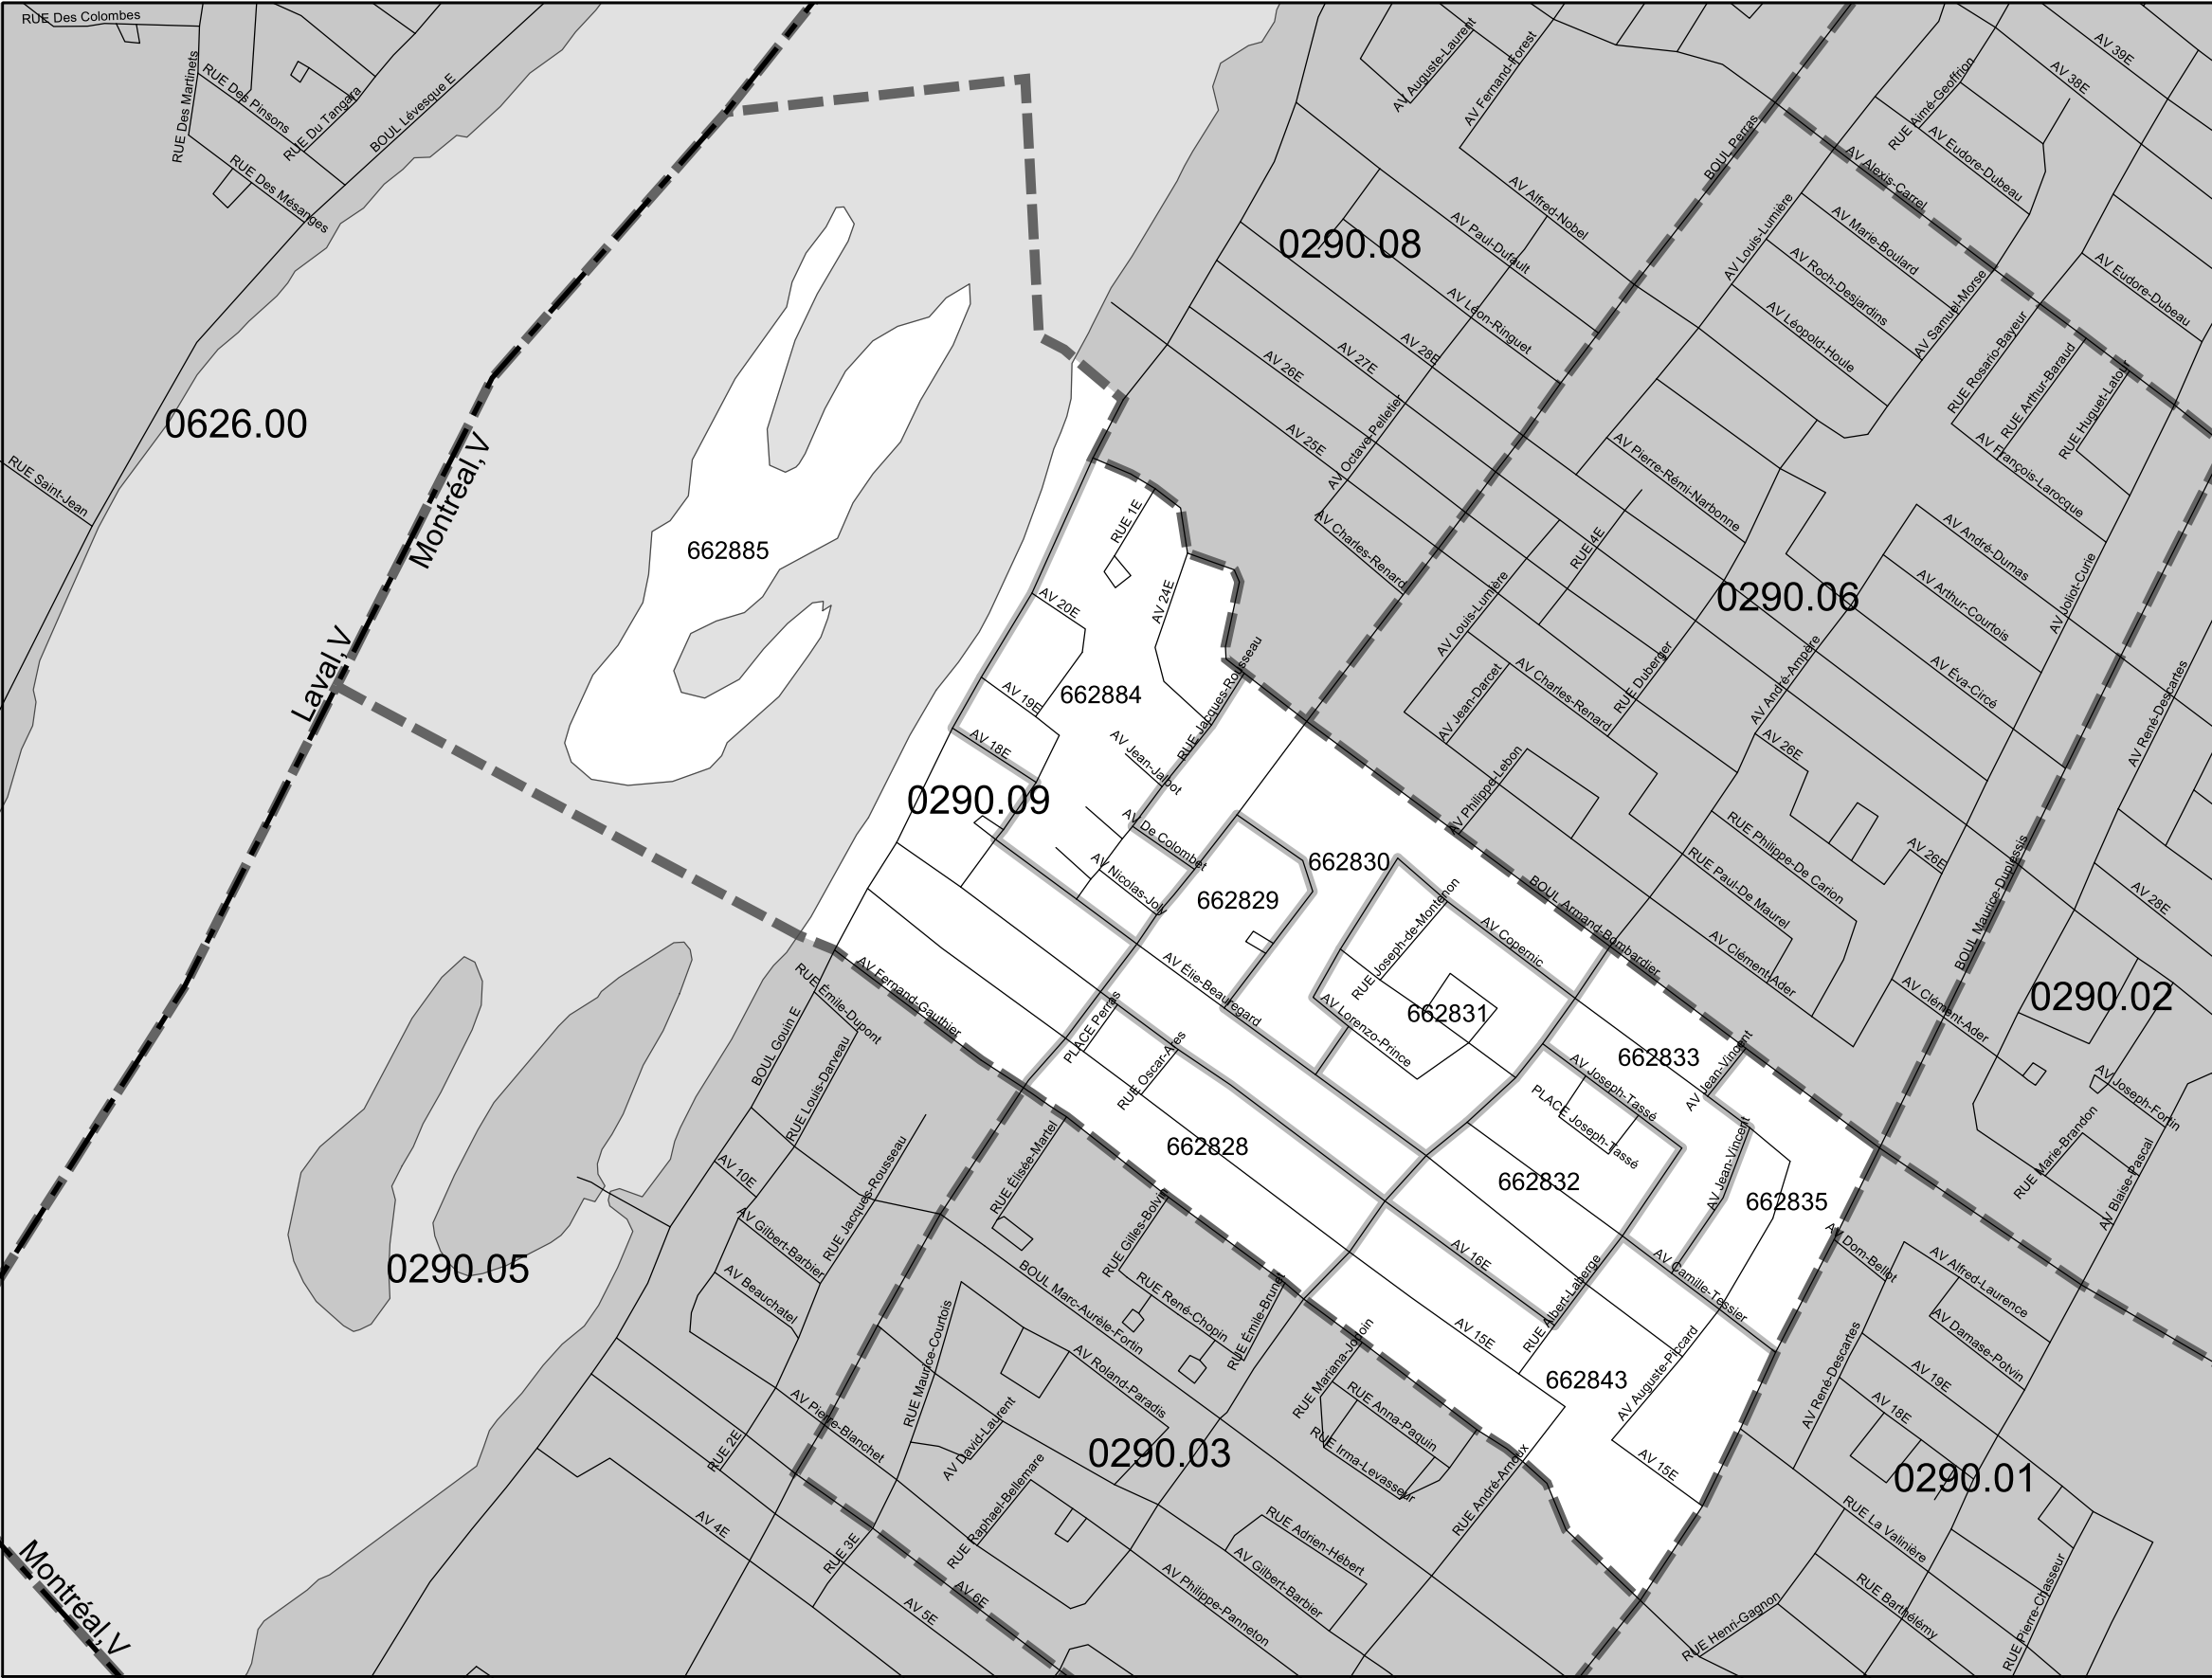 RUE Des Colombes
RUE Des Martinets
RUE Des Pinsons
RUE Du Tangara
BOUL Lévesque E
RUE Des Mésanges
0626.00
RUE Saint-Jean
Montréal,V
Laval,V
662885
AV Auguste-Laurent
AV Fernand-Forest
0290.08
AV Alfred-Nobel
AV Paul-Dufault
AV Léon-Ringuet
AV 28E
AV 27E
AV 26E
AV 25E
AV Octave-Pelletier
AV Charles-Renard
BOUL Perras
AV 39E
AV 38E
RUE Aimé-Geoffrion
AV Eudore-Dubeau
AV Alexis-Carrel
AV Marie-Boulard
AV Louis-Lumière
AV Roch-Desjardins
AV Léopold-Houle
AV Samuel-Morse
AV Eudore-Dubeau
RUE Rosario-Bayeur
RUE Arthur-Baraud
RUE Huguet-Latour
AV François-Larocque
AV Pierre-Rémi-Narbonne
RUE 4E
AV André-Dumas
AV Arthur-Courtois
AV Joliot-Curie
0290.06
AV Louis-Lumière
AV Jean-Darcet
AV Charles-Renard
RUE Duberger
AV André-Ampère
AV Éva-Circé
AV René-Descartes
AV 26E
AV Philippe-Lebon
RUE Philippe-De Carion
RUE Paul-De Maurel
AV 26E
AV Clément-Ader
BOUL Maurice-Duplessis
AV 28E
AV Clément-Ader
0290.02
AV Joseph-Fortin
RUE Marie-Brandon
AV Blaise-Pascal
RUE 1E
AV 24E
AV 20E
AV 19E
662884
AV 18E
RUE Jacques-Rousseau
AV Jean-Jalbot
0290.09
AV De Colombet
AV Nicolas-Joly
662829
662830
RUE Joseph-de-Montenon
AV Copernic
BOUL Armand-Bombardier
AV Élie-Beauregard
AV Lorenzo-Prince
662831
662833
AV Joseph-Tassé
PLACE Joseph-Tassé
AV Jean-Vincent
AV Jean-Vincent
662832
662835
AV Fernand-Gauthier
RUE Émile-Dupont
BOUL Gouin E
RUE Louis-Darveau
PLACE Perras
RUE Oscar-Ares
662828
RUE Élisée-Martel
AV 10E
RUE Jacques-Rousseau
AV Gilbert-Barbier
AV Beauchatel
0290.05
RUE Gilles-Bolvin
RUE René-Chopin
BOUL Marc-Aurèle-Fortin
RUE Émile-Brunet
AV 16E
AV 15E
RUE Albert-Laberge
AV Camille-Tessier
AV Auguste-Piccard
662843
AV 15E
AV Dom-Bellot
AV Alfred-Laurence
AV Damase-Potvin
RUE Maurice-Courtois
AV Roland-Paradis
AV David-Laurent
AV Pierre-Blanchet
RUE 2E
0290.03
RUE Mariana-Jodoin
RUE Anna-Paquin
RUE Irma-Levasseur
RUE André-Arnoux
AV René-Descartes
AV 19E
AV 18E
0290.01
RUE Raphaël-Bellemare
AV 4E
RUE 3E
AV 5E
AV 6E
RUE Adrien-Hébert
AV Gilbert-Barbier
AV Philippe-Panneton
RUE La Valinière
RUE Barthélémy
RUE Henri-Gagnon
RUE Pierre-Chasseur
Montréal,V